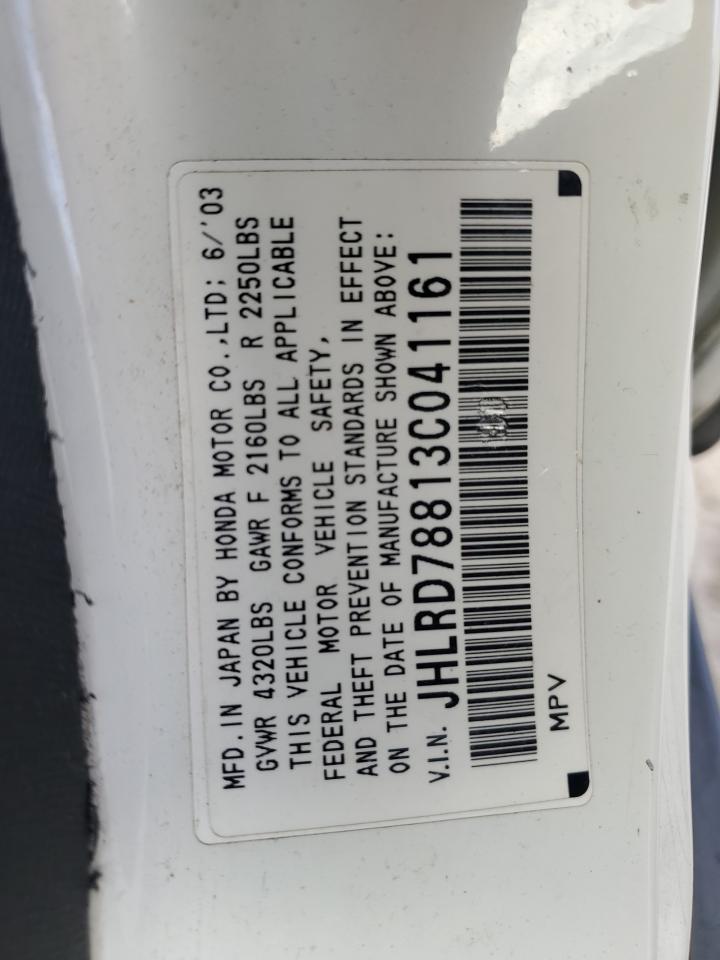 MFD. IN JAPAN BY HONDA MOTOR CO.,LTD; 6/'03
GVWR 4320LBS GAWR F 2160LBS R 2250LBS
THIS VEHICLE CONFORMS TO ALL APPLICABLE
FEDERAL MOTOR VEHICLE SAFETY,
AND THEFT PREVENTION STANDARDS IN EFFECT
ON THE DATE OF MANUFACTURE SHOWN ABOVE:
V.I.N. JHLRD78813C041161
MPV